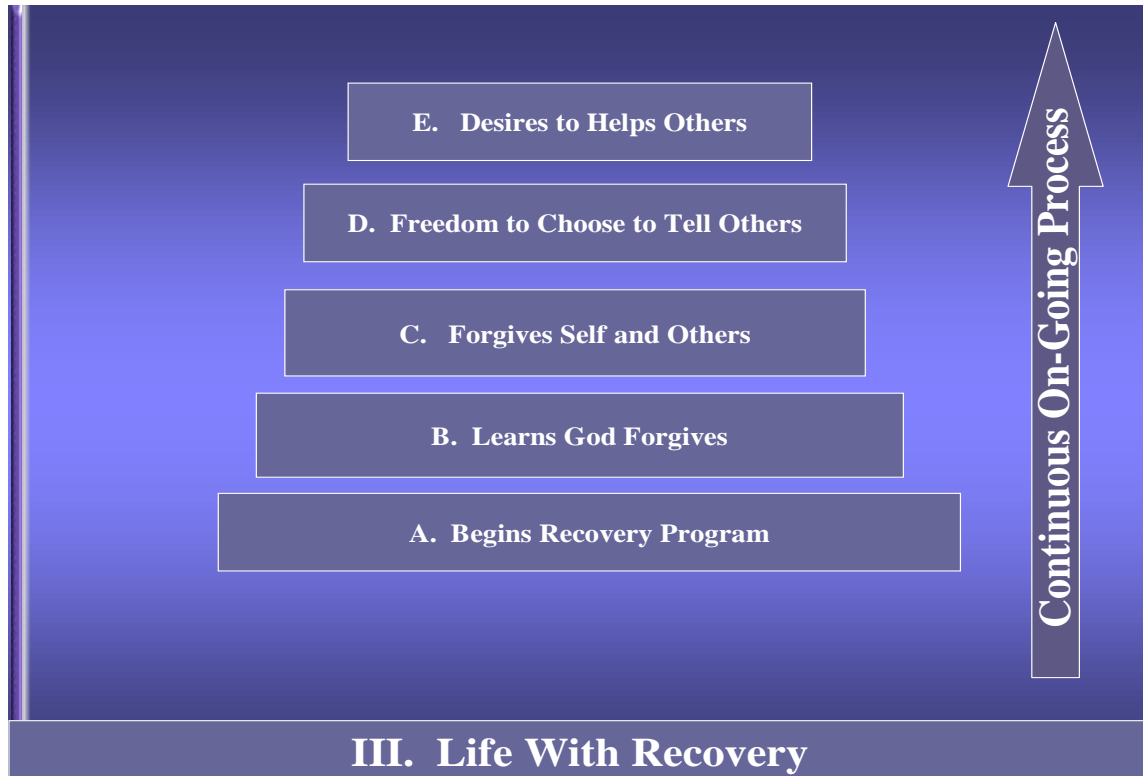 E. Desires to Helps Others
D. Freedom to Choose to Tell Others
C. Forgives Self and Others
B. Learns God Forgives
A. Begins Recovery Program
Continuous On-Going Process
III. Life With Recovery